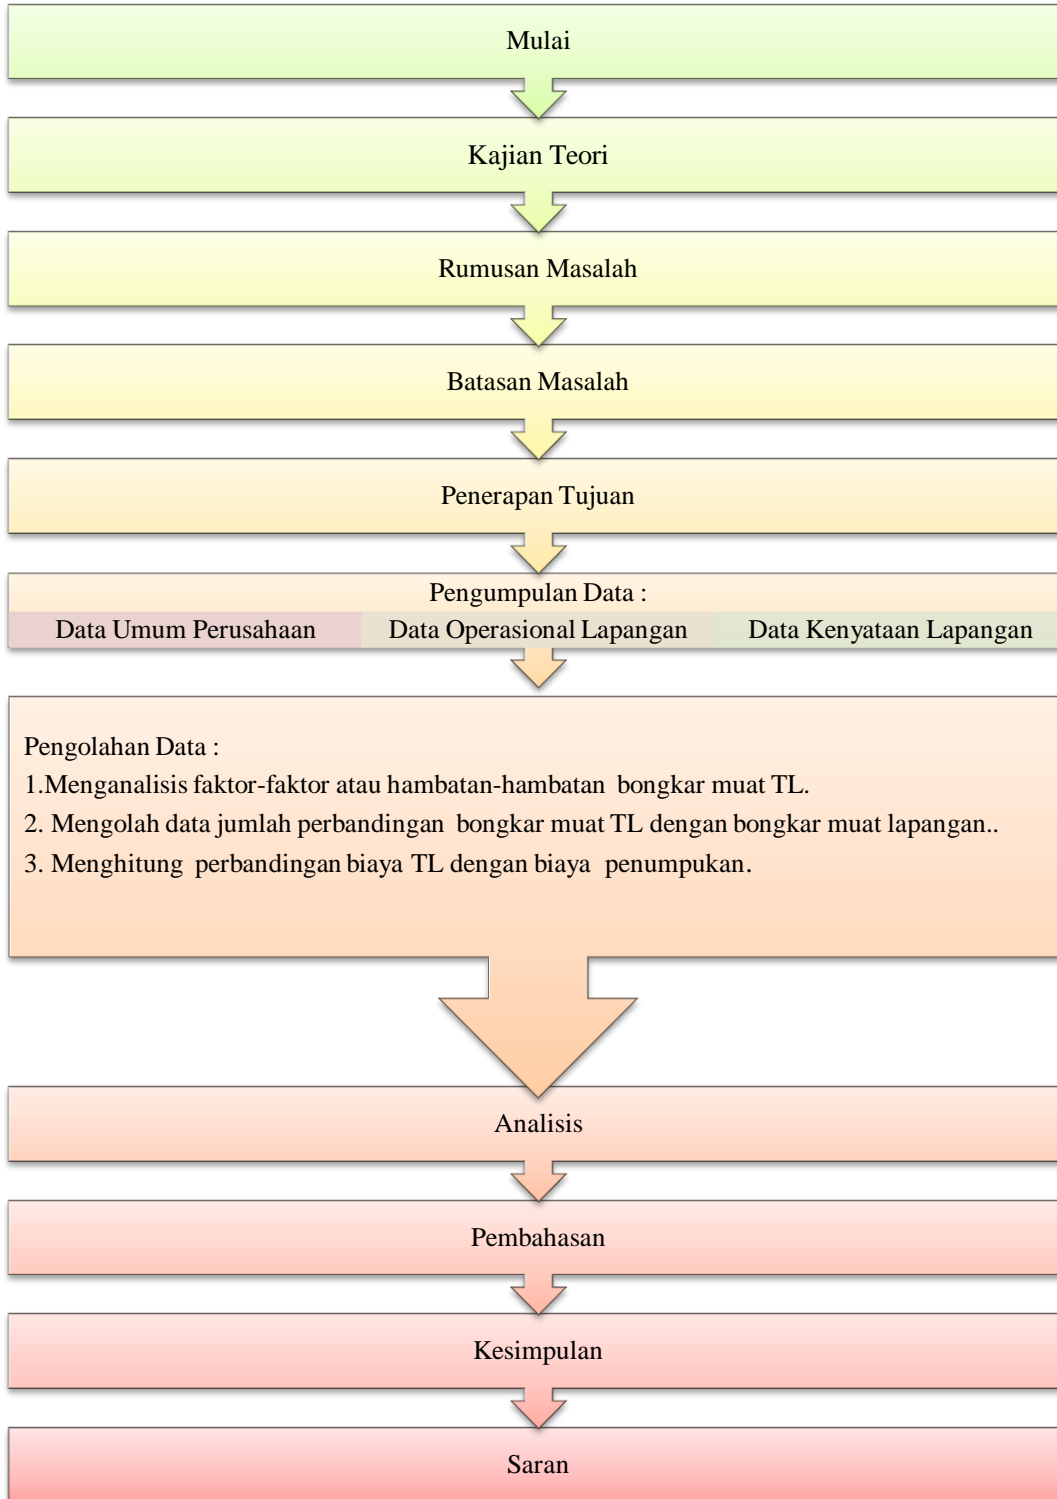 Mulai
Kajian Teori
Rumusan Masalah
Batasan Masalah
Penerapan Tujuan
Pengumpulan Data :
Data Umum Perusahaan
Data Operasional Lapangan
Data Kenyataan Lapangan
Pengolahan Data :
1.Menganalisis faktor-faktor atau hambatan-hambatan bongkar muat TL.
2. Mengolah data jumlah perbandingan bongkar muat TL dengan bongkar muat lapangan..
3. Menghitung perbandingan biaya TL dengan biaya penumpukan.
Analisis
Pembahasan
Kesimpulan
Saran